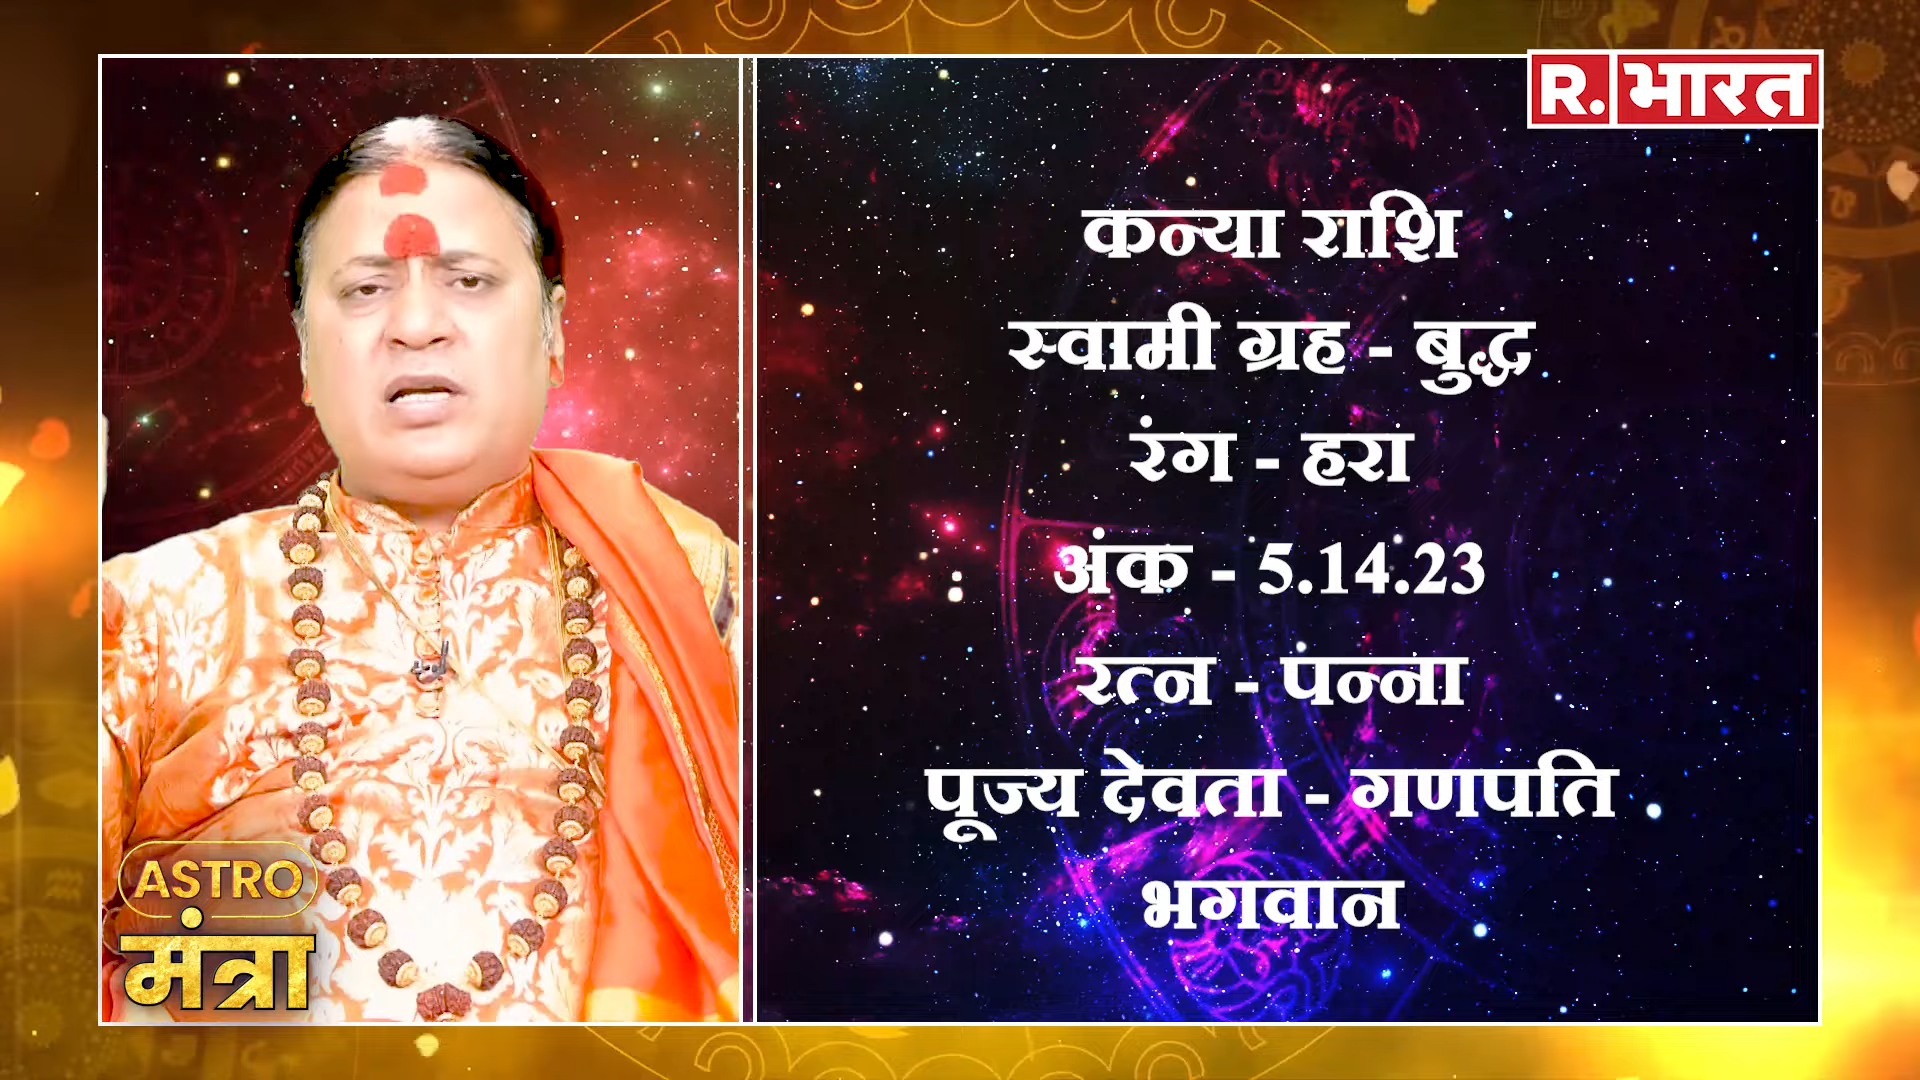 R. भारत
कन्या राशि
स्वामी ग्रह - बुद्ध
रंग - हरा
अंक - 5.14.23
रत्न - पन्ना
पूज्य देवता - गणपति
भगवान
ASTRO
मंत्रा